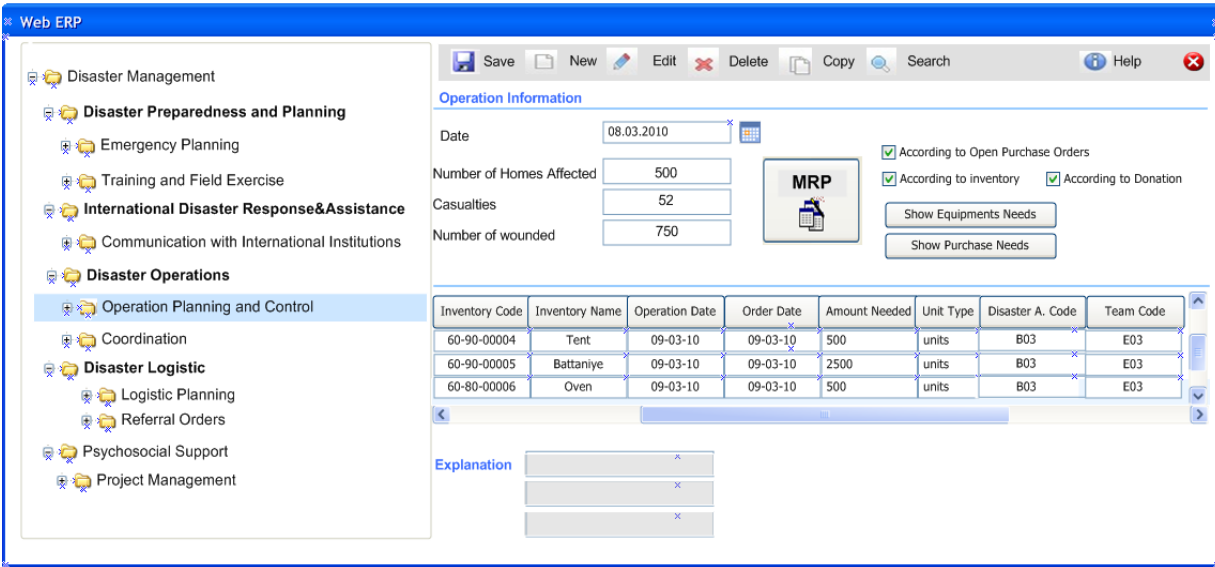 Web ERP
Disaster Management
Disaster Preparedness and Planning
Emergency Planning
Training and Field Exercise
International Disaster Response&Assistance
Communication with International Institutions
Disaster Operations
Operation Planning and Control
Coordination
Disaster Logistic
Logistic Planning
Referral Orders
Psychosocial Support
Project Management
Save New Edit Delete Copy Search Help
Operation Information
Date 08.03.2010
Number of Homes Affected 500
Casualties 52
Number of wounded 750
MRP
According to Open Purchase Orders
According to inventory According to Donation
Show Equipments Needs
Show Purchase Needs
Inventory Code Inventory Name Operation Date Order Date Amount Needed Unit Type Disaster A. Code Team Code
60-90-00004 Tent 09-03-10 09-03-10 500 units B03 E03
60-90-00005 Battaniye 09-03-10 09-03-10 2500 units B03 E03
60-80-00006 Oven 09-03-10 09-03-10 500 units B03 E03
Explanation